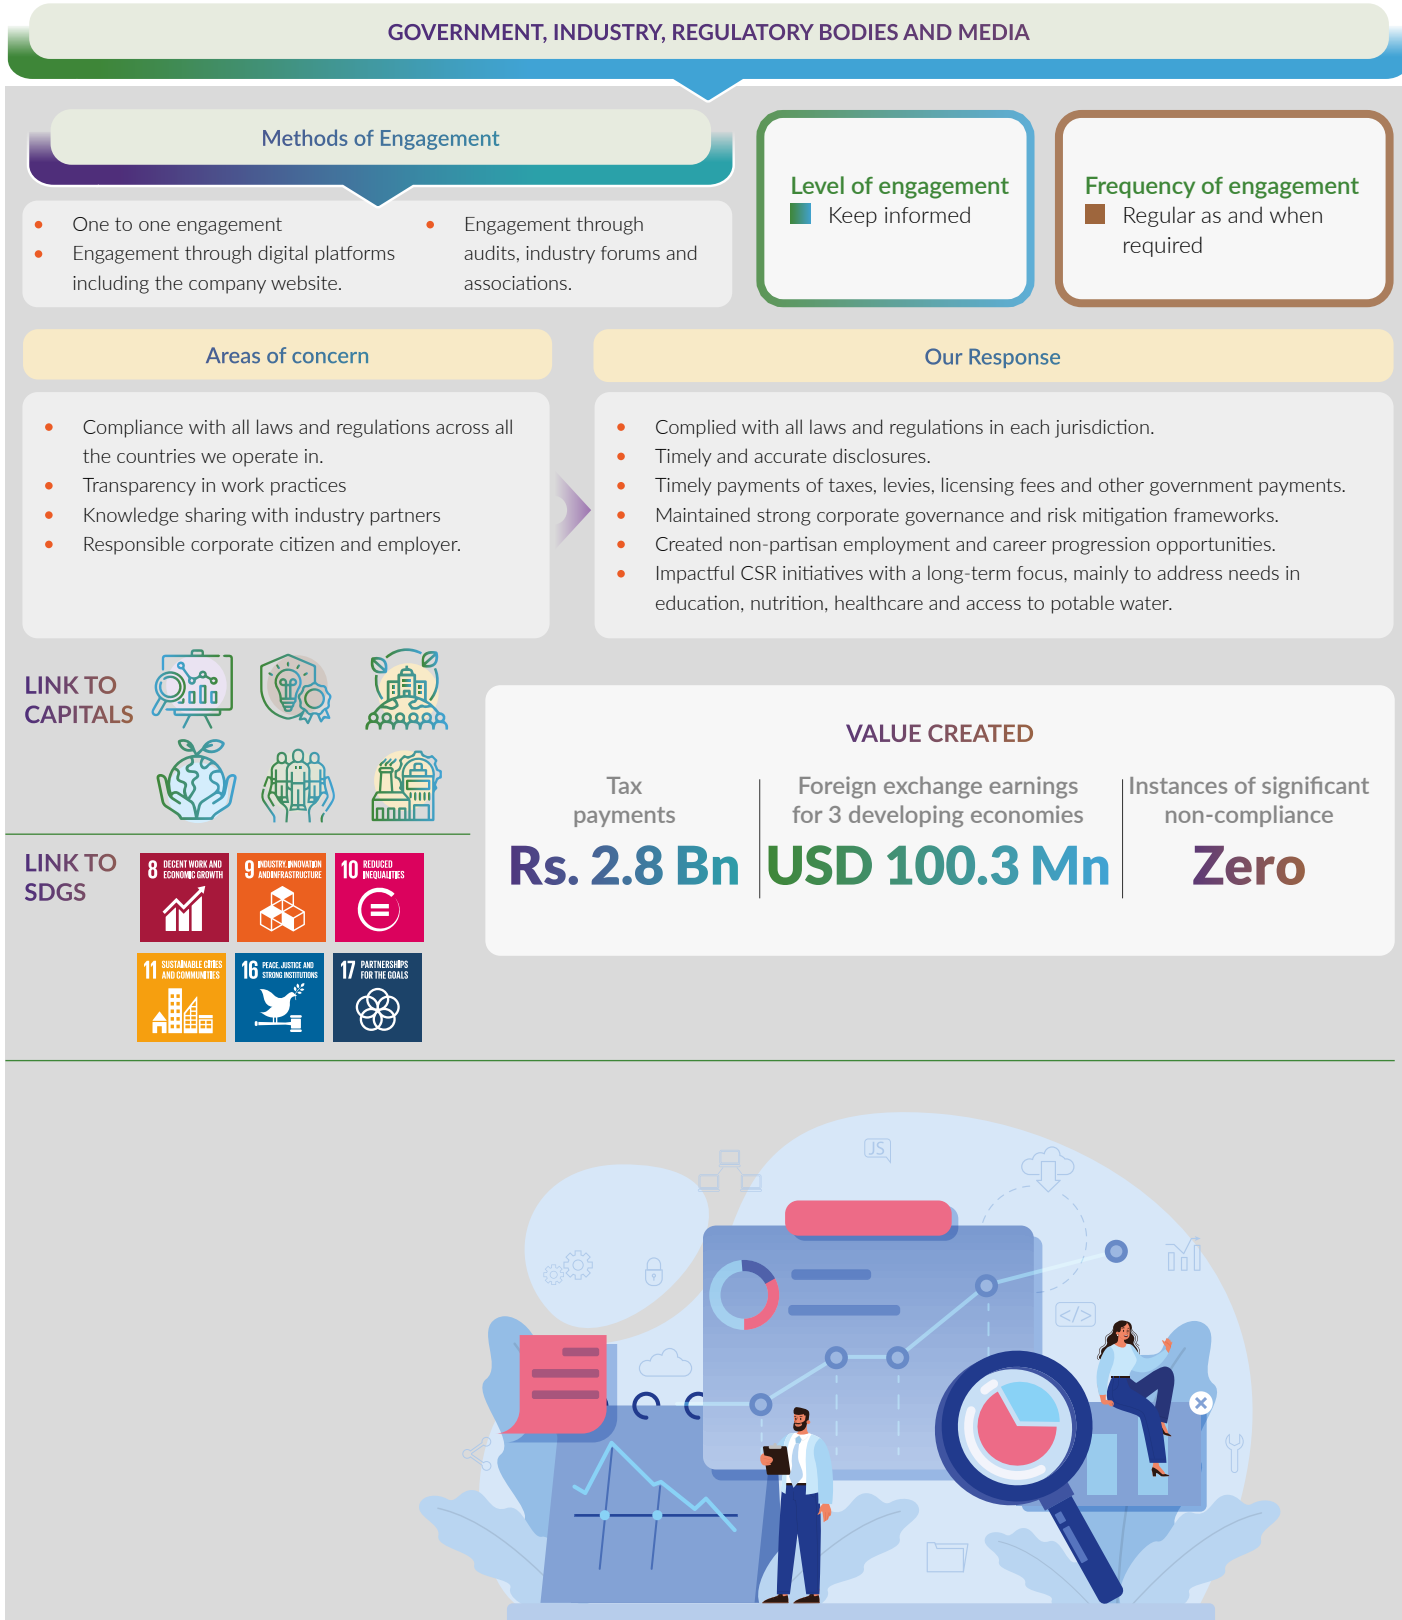 GOVERNMENT, INDUSTRY, REGULATORY BODIES AND MEDIA
Methods of Engagement
• One to one engagement
• Engagement through digital platforms
including the company website.
• Engagement through
audits, industry forums and
associations.
Level of engagement
Keep informed
Frequency of engagement
Regular as and when
required
Areas of concern
• Compliance with all laws and regulations across all
the countries we operate in.
• Transparency in work practices
• Knowledge sharing with industry partners
• Responsible corporate citizen and employer.
Our Response
• Complied with all laws and regulations in each jurisdiction.
• Timely and accurate disclosures.
• Timely payments of taxes, levies, licensing fees and other government payments.
• Maintained strong corporate governance and risk mitigation frameworks.
• Created non-partisan employment and career progression opportunities.
• Impactful CSR initiatives with a long-term focus, mainly to address needs in
education, nutrition, healthcare and access to potable water.
LINK TO
CAPITALS
VALUE CREATED
Tax
payments
Rs. 2.8 Bn
Foreign exchange earnings
for 3 developing economies
USD 100.3 Mn
Instances of significant
non-compliance
Zero
LINK TO
SDGS
8 DECENT WORK AND
ECONOMIC GROWTH
9 INDUSTRY, INNOVATION
AND INFRASTRUCTURE
10 REDUCED
INEQUALITIES
11 SUSTAINABLE CITIES
AND COMMUNITIES
16 PEACE, JUSTICE AND
STRONG INSTITUTIONS
17 PARTNERSHIPS
FOR THE GOALS
JS
</>